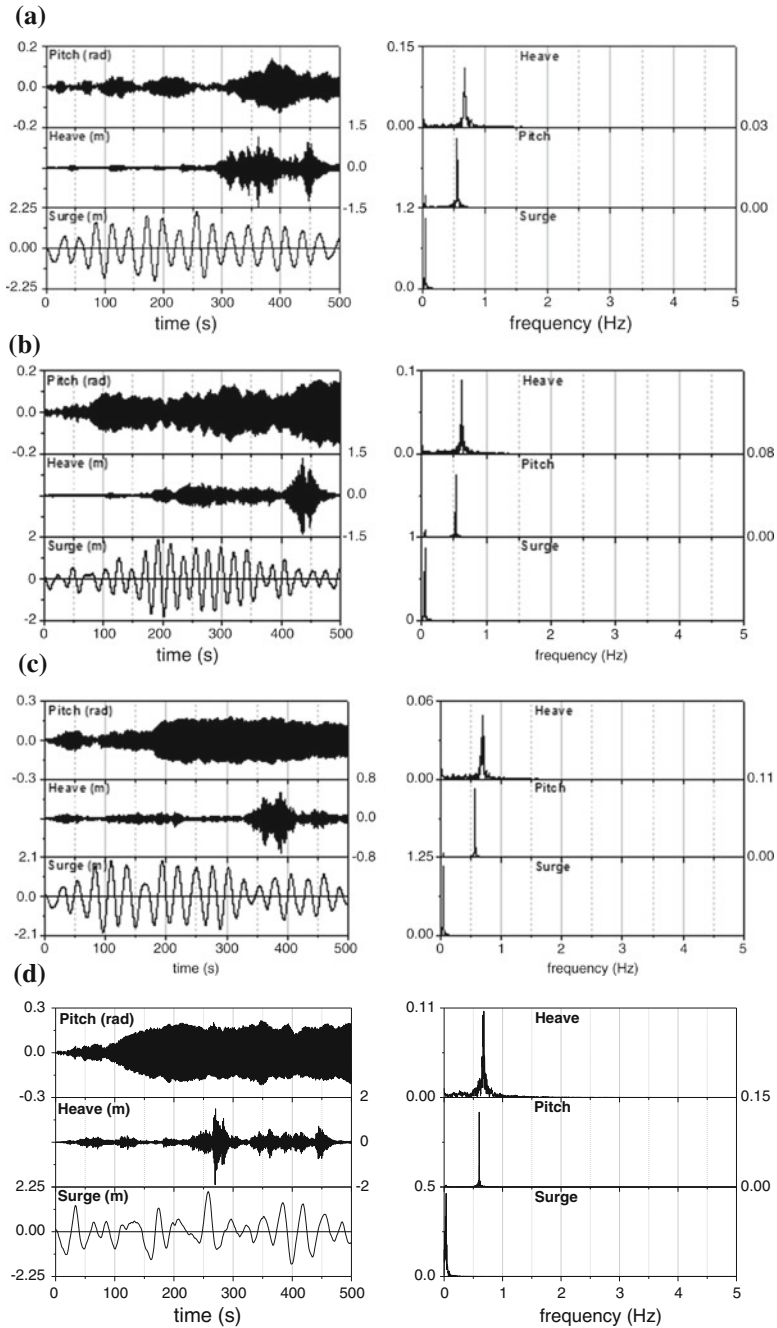 (a)
0.2
Pitch (rad)
0.0
-0.2
1.5
Heave (m)
0.0
2.25
-1.5
Surge (m)
0.00
-2.25
0 100 200 300 400 500
time (s)
0.15
Heave
0.00
0.03
Pitch
1.2
0.00
Surge
0.0
0 1 2 3 4 5
frequency (Hz)
(b)
0.2
Pitch (rad)
0.0
-0.2
1.5
Heave (m)
0.0
2
-1.5
Surge (m)
0
-2
0 100 200 300 400 500
time (s)
0.1
Heave
0.0
0.08
Pitch
1
0.00
Surge
0
0 1 2 3 4 5
frequency (Hz)
(c)
0.3
Pitch (rad)
0.0
-0.3
0.8
Heave (m)
0.0
2.1
-0.8
Surge (m)
0.0
-2.1
0 100 200 300 400 500
time (s)
0.06
Heave
0.00
0.11
Pitch
1.25
0.00
Surge
0.00
0 1 2 3 4 5
frequency (Hz)
(d)
0.3
Pitch (rad)
0.0
-0.3
2
Heave (m)
0
2.25
-2
Surge (m)
0.00
-2.25
0 100 200 300 400 500
time (s)
0.11
Heave
0.00
0.15
Pitch
0.5
0.00
Surge
0.0
0 1 2 3 4 5
frequency (Hz)